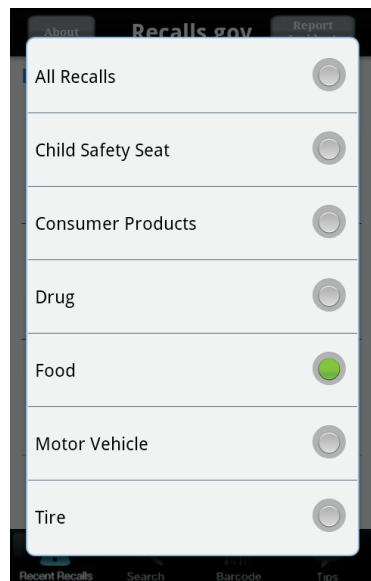 About
Recalls.gov
Report
All Recalls
Child Safety Seat
Consumer Products
Drug
Food
Motor Vehicle
Tire
Recent Recalls
Search
Barcode
Tips